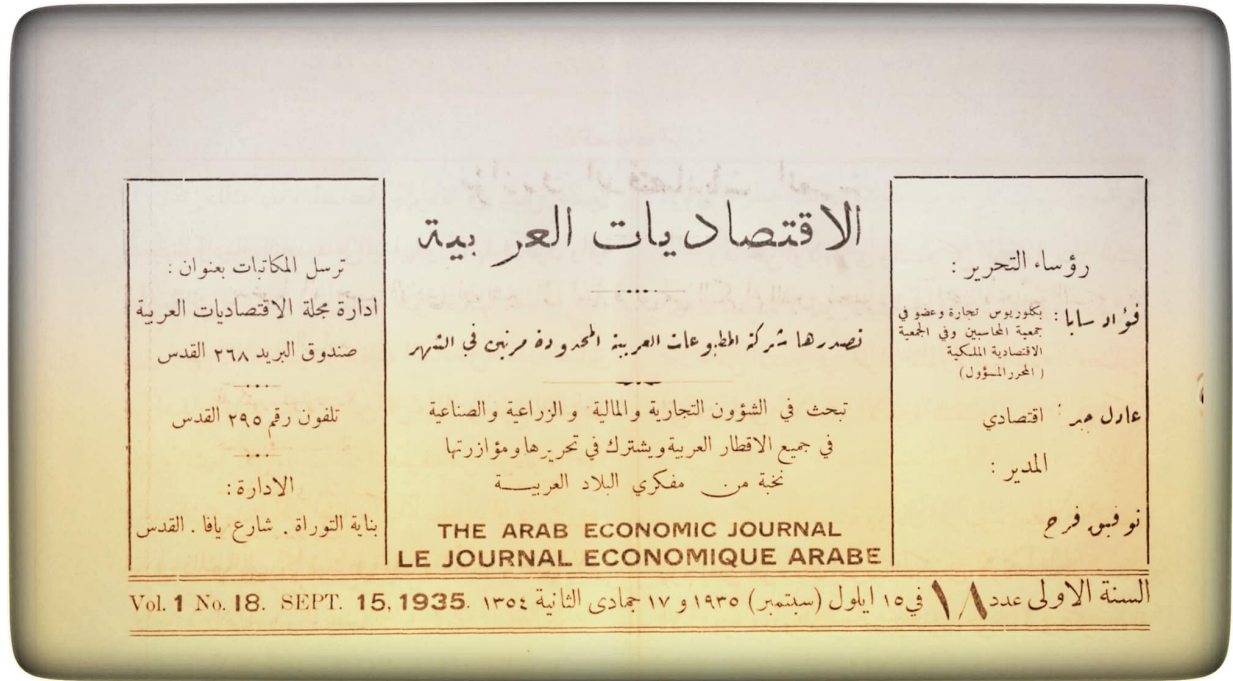 الاقتصاديات العربية
تصدرها شركة المطبوعات العربية المحدودة مرتين في الشهر
تبحث في الشؤون التجارية والمالية والزراعية والصناعية
في جميع الاقطار العربية ويشترك في تحريرها ومؤازرتها
نخبة من مفكري البلاد العربية
THE ARAB ECONOMIC JOURNAL
LE JOURNAL ECONOMIQUE ARABE
رؤساء التحرير :
فؤاد سابا : بكلوريوس تجارة وعضو في
جمعية المحاسبين وفي الجمعية
الاقتصادية الملكية
( المحرر المسؤول )
عادل جبر : اقتصادي
المدير :
توفيق فرح
ترسل المكاتبات بعنوان :
ادارة مجلة الاقتصاديات العربية
صندوق البريد ٢٦٨ القدس
تلفون رقم ٢٩٥ القدس
الادارة :
بناية التوراة . شارع يافا . القدس
السنة الاولى عدد ١٨ في ١٥ ايلول (سبتمبر) ١٩٣٥ و ١٧ جمادى الثانية ١٣٥٤ Vol. 1 No. 18. SEPT. 15, 1935.